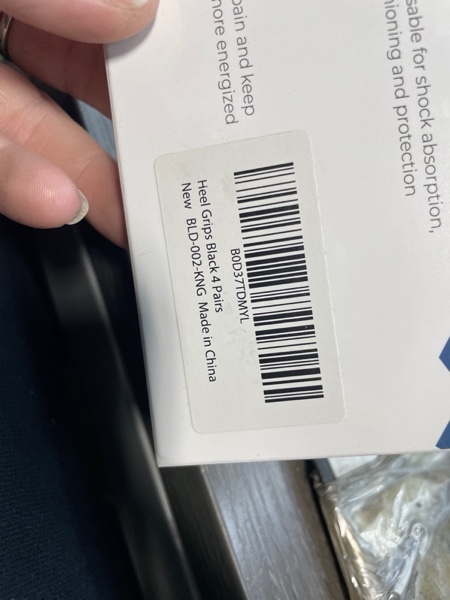 sable for shock absorption,
ioning and protection
pain and keep
more energized
B0D37TDMYL
Heel Grips Black 4 Pairs
New BLD-002-KNG Made in China